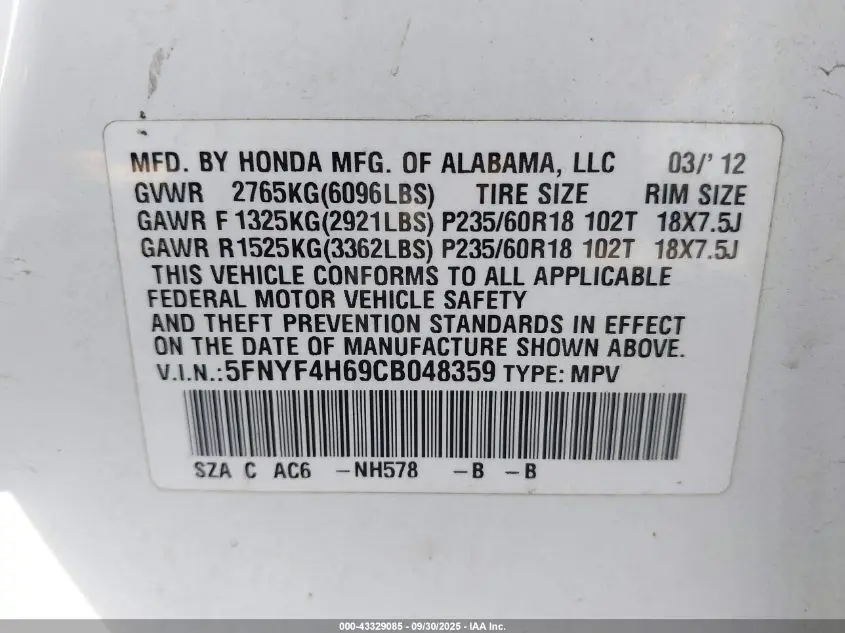 MFD. BY HONDA MFG. OF ALABAMA, LLC 03/'12
GVWR 2765KG(6096LBS) TIRE SIZE RIM SIZE
GAWR F 1325KG(2921LBS) P235/60R18 102T 18X7.5J
GAWR R 1525KG(3362LBS) P235/60R18 102T 18X7.5J
THIS VEHICLE CONFORMS TO ALL APPLICABLE
FEDERAL MOTOR VEHICLE SAFETY
AND THEFT PREVENTION STANDARDS IN EFFECT
ON THE DATE OF MANUFACTURE SHOWN ABOVE.
V.I.N.:5FNYF4H69CB048359 TYPE: MPV
SZA C AC6 -NH578 -B -B
000-43329085 - 09/30/2025 - IAA Inc.